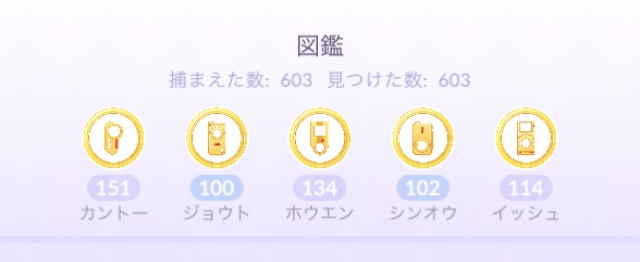 図鑑
捕まえた数: 603 見つけた数: 603
151 100 134 102 114
カントー ジョウト ホウエン シンオウ イッシュ